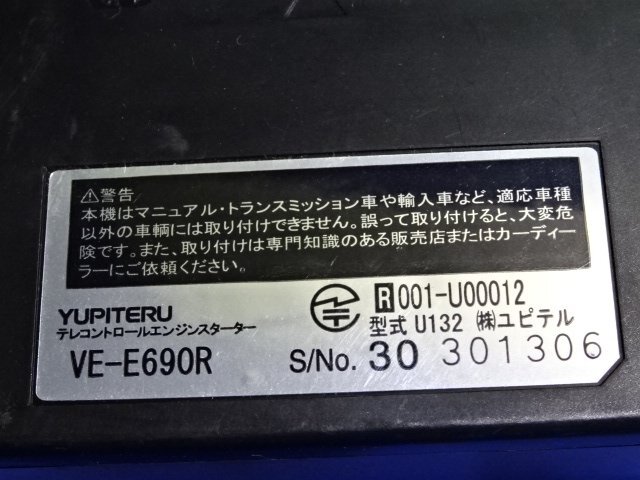 ⚠警告
本機はマニュアル・トランスミッション車や輸入車など、適応車種
以外の車輌には取り付けできません。誤って取り付けると、大変危
険です。また、取り付けは専門知識のある販売店またはカーディー
ラーにご依頼ください。
YUPITERU
テレコントロールエンジンスターター
VE-E690R
R 001-U00012
型式 U132 ㈱ユピテル
S/No. 30 301306